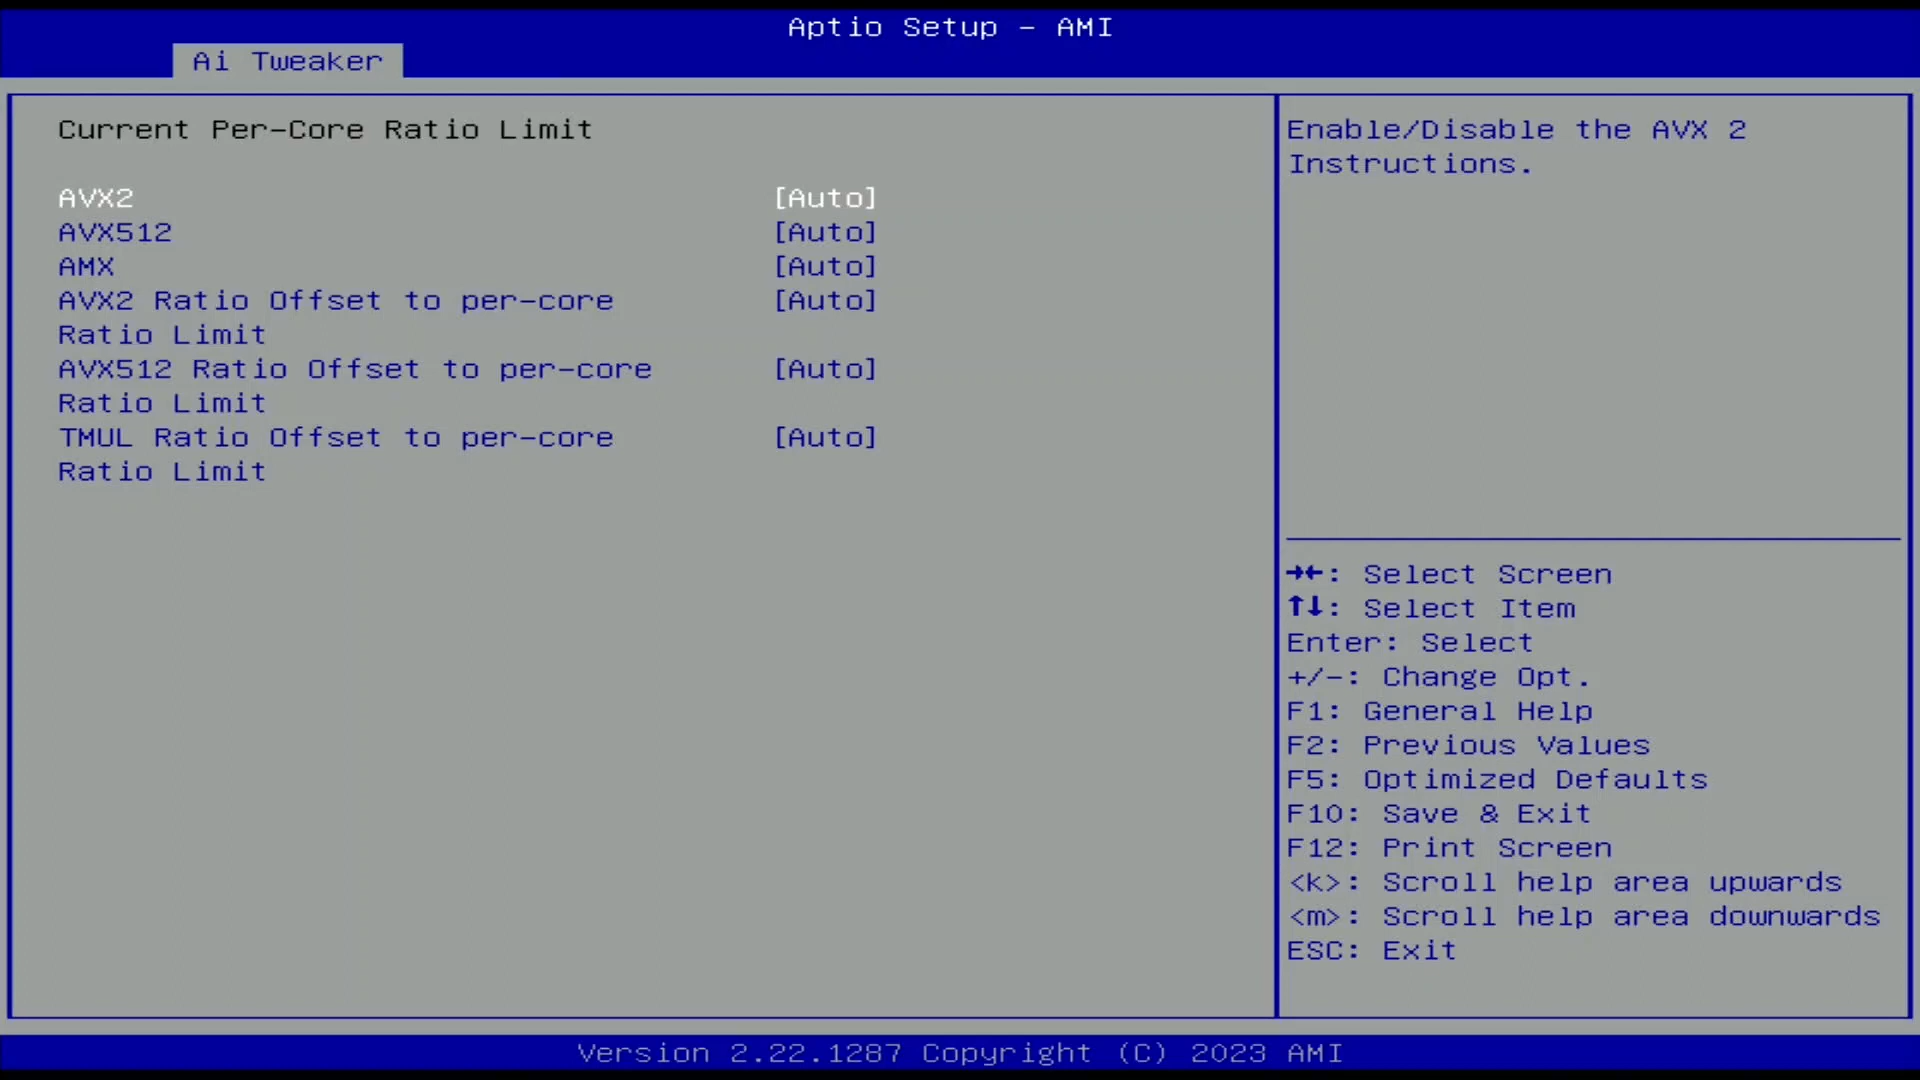 Aptio Setup - AMI
Ai Tweaker
Current Per-Core Ratio Limit
AVX2 [Auto]
AVX512 [Auto]
AMX [Auto]
AVX2 Ratio Offset to per-core [Auto]
Ratio Limit
AVX512 Ratio Offset to per-core [Auto]
Ratio Limit
TMUL Ratio Offset to per-core [Auto]
Ratio Limit
Enable/Disable the AVX 2
Instructions.
→←: Select Screen
↑↓: Select Item
Enter: Select
+/-: Change Opt.
F1: General Help
F2: Previous Values
F5: Optimized Defaults
F10: Save & Exit
F12: Print Screen
<k>: Scroll help area upwards
<m>: Scroll help area downwards
ESC: Exit
Version 2.22.1287 Copyright (C) 2023 AMI